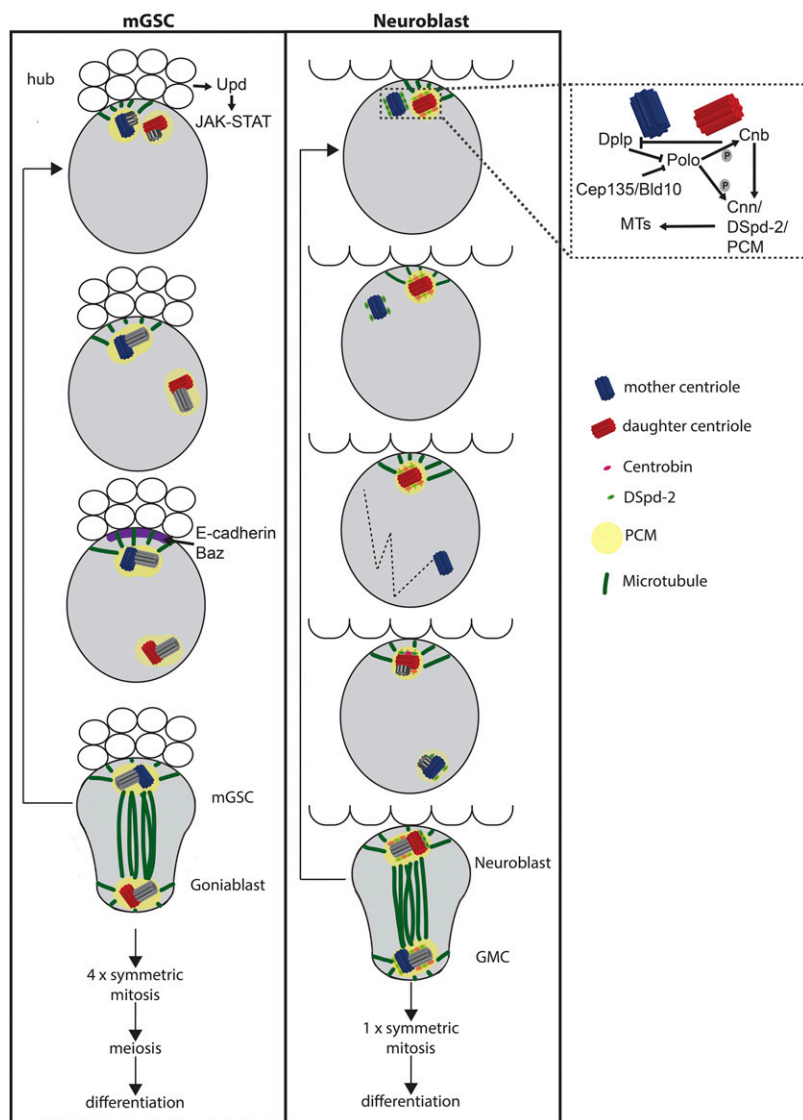 mGSC
hub
Upd
JAK-STAT
E-cadherin
Baz
mGSC
Goniablast
4 x symmetric
mitosis
meiosis
differentiation
Neuroblast
Neuroblast
GMC
1 x symmetric
mitosis
differentiation
Dplp
Cnb
Polo
P
P
Cep135/Bld10
Cnn/
DSpd-2/
PCM
MTs
mother centriole
daughter centriole
Centrobin
DSpd-2
PCM
Microtubule